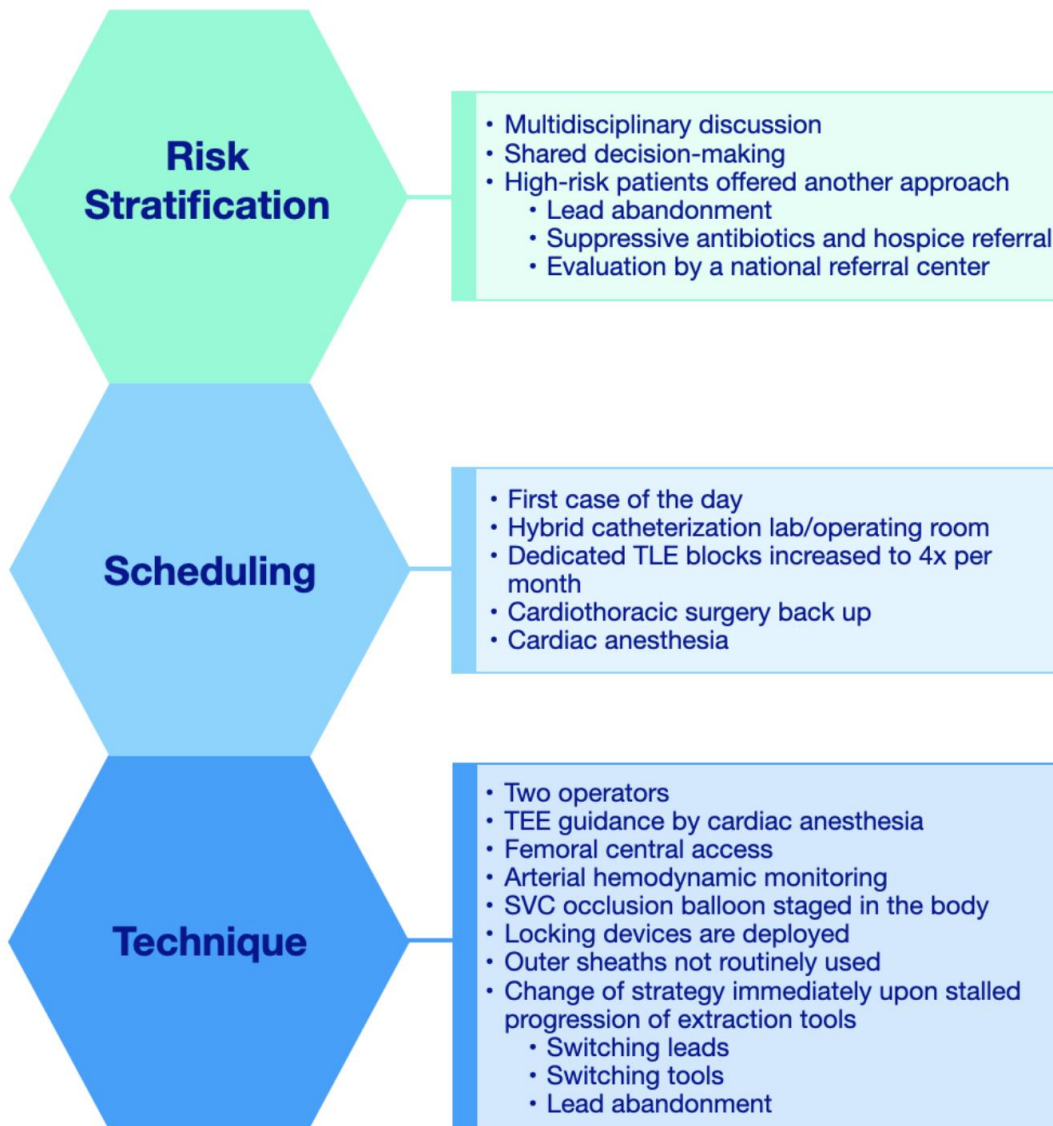 Risk
Stratification
• Multidisciplinary discussion
• Shared decision-making
• High-risk patients offered another approach
• Lead abandonment
• Suppressive antibiotics and hospice referral
• Evaluation by a national referral center
Scheduling
• First case of the day
• Hybrid catheterization lab/operating room
• Dedicated TLE blocks increased to 4x per
month
• Cardiothoracic surgery back up
• Cardiac anesthesia
Technique
• Two operators
• TEE guidance by cardiac anesthesia
• Femoral central access
• Arterial hemodynamic monitoring
• SVC occlusion balloon staged in the body
• Locking devices are deployed
• Outer sheaths not routinely used
• Change of strategy immediately upon stalled
progression of extraction tools
• Switching leads
• Switching tools
• Lead abandonment